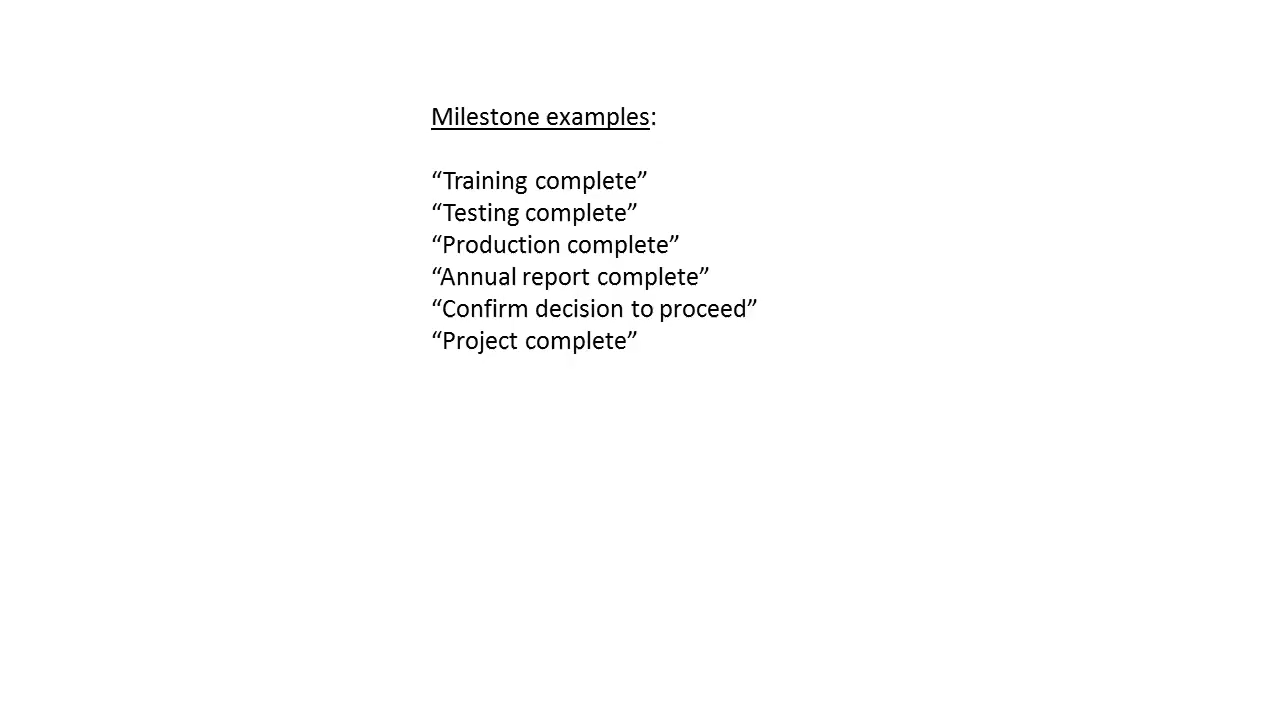 Milestone examples:
“Training complete”
“Testing complete”
“Production complete”
“Annual report complete”
“Confirm decision to proceed”
“Project complete”